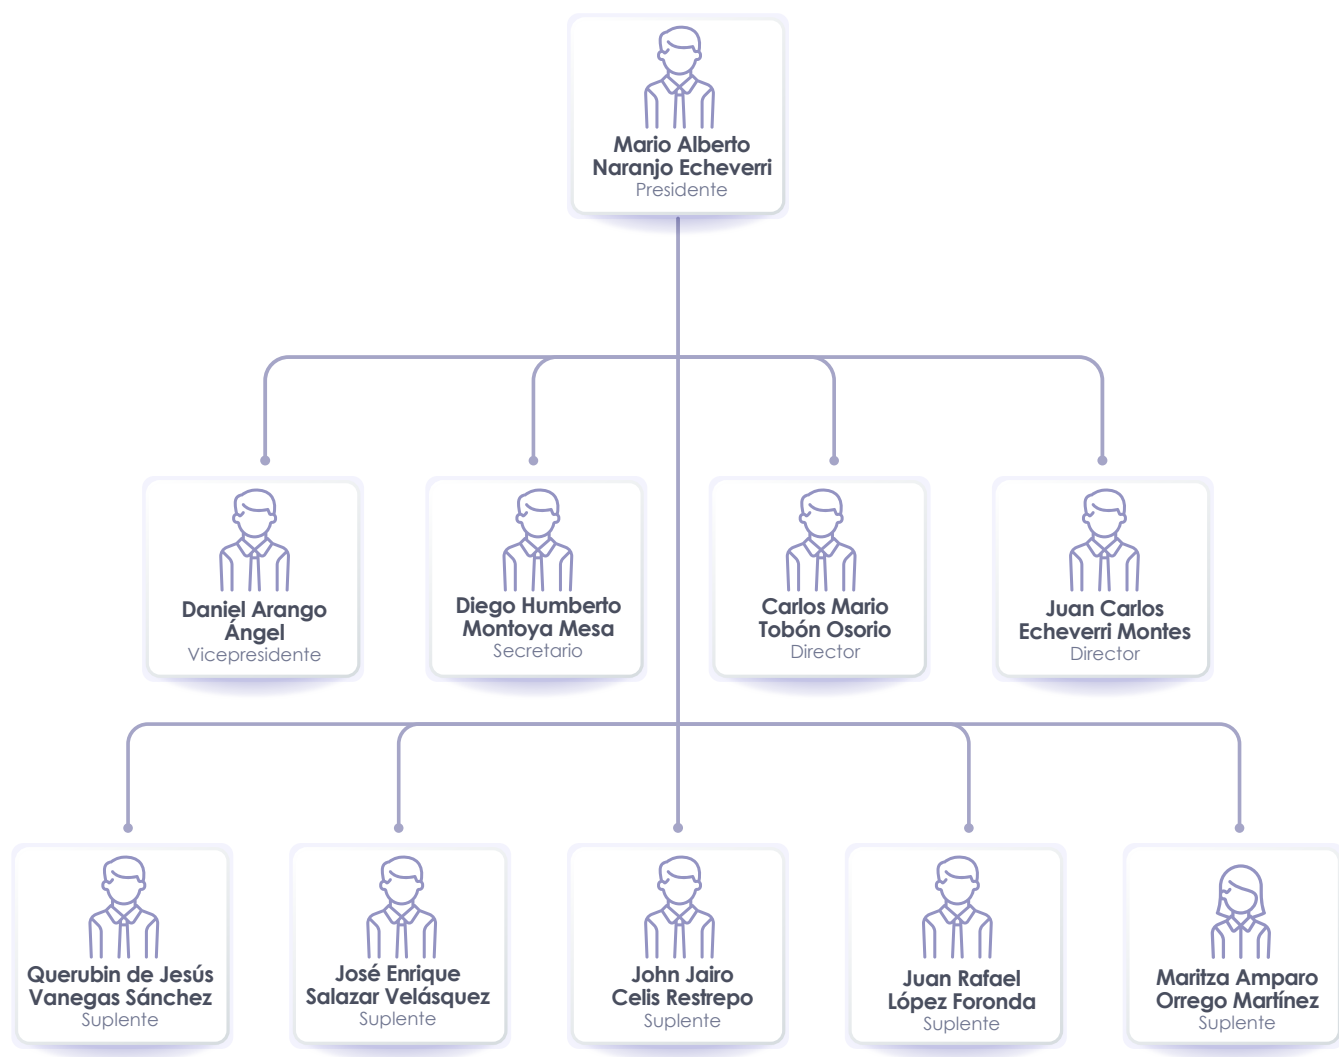 Mario Alberto
Naranjo Echeverri
Presidente
Daniel Arango
Ángel
Vicepresidente
Diego Humberto
Montoya Mesa
Secretario
Carlos Mario
Tobón Osorio
Director
Juan Carlos
Echeverri Montes
Director
Querubin de Jesús
Vanegas Sánchez
Suplente
José Enrique
Salazar Velásquez
Suplente
John Jairo
Celis Restrepo
Suplente
Juan Rafael
López Foronda
Suplente
Maritza Amparo
Orrego Martínez
Suplente